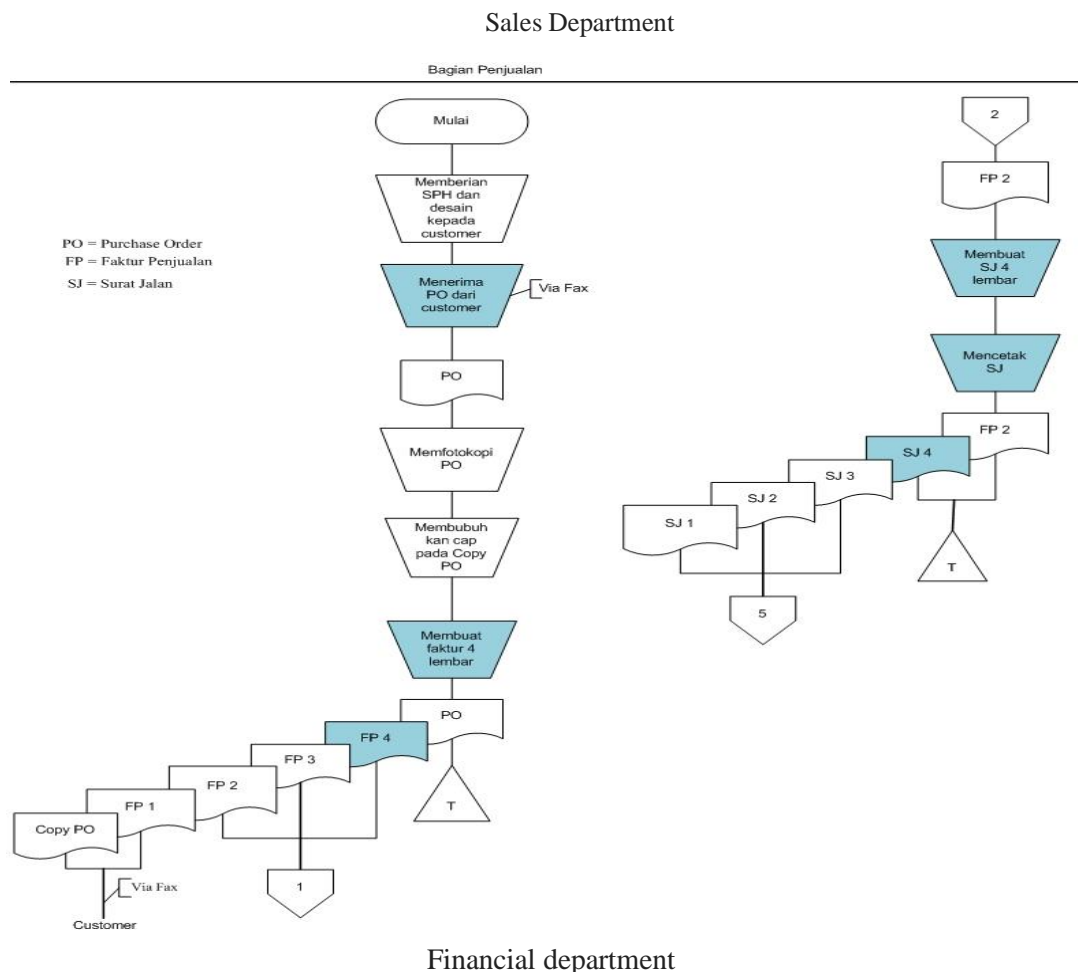 Sales Department
Bagian Penjualan
Mulai
Memberian
SPH dan
desain
kepada
customer
PO = Purchase Order
FP = Faktur Penjualan
SJ = Surat Jalan
Menerima
PO dari
customer
Via Fax
PO
Memfotokopi
PO
Membubuh
kan cap
pada Copy
PO
Membuat
faktur 4
lembar
PO
FP 4
FP 3
FP 2
FP 1
Copy PO
T
Via Fax
1
Customer
2
FP 2
Membuat
SJ 4
lembar
Mencetak
SJ
FP 2
SJ 4
SJ 3
SJ 2
SJ 1
T
5
Financial department